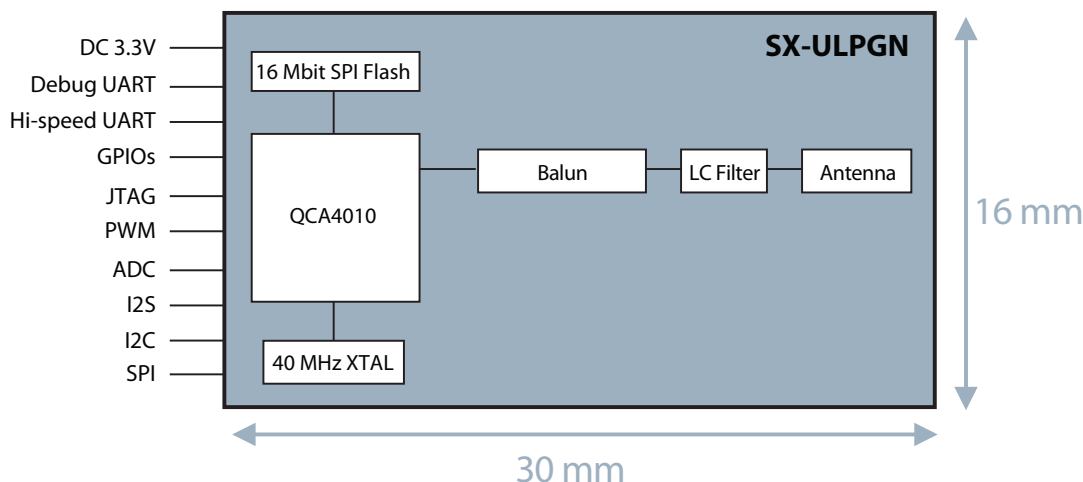 SX-ULPGN
DC 3.3V
Debug UART
Hi-speed UART
GPIOs
JTAG
PWM
ADC
I2S
I2C
SPI
16 Mbit SPI Flash
QCA4010
40 MHz XTAL
Balun
LC Filter
Antenna
16 mm
30 mm